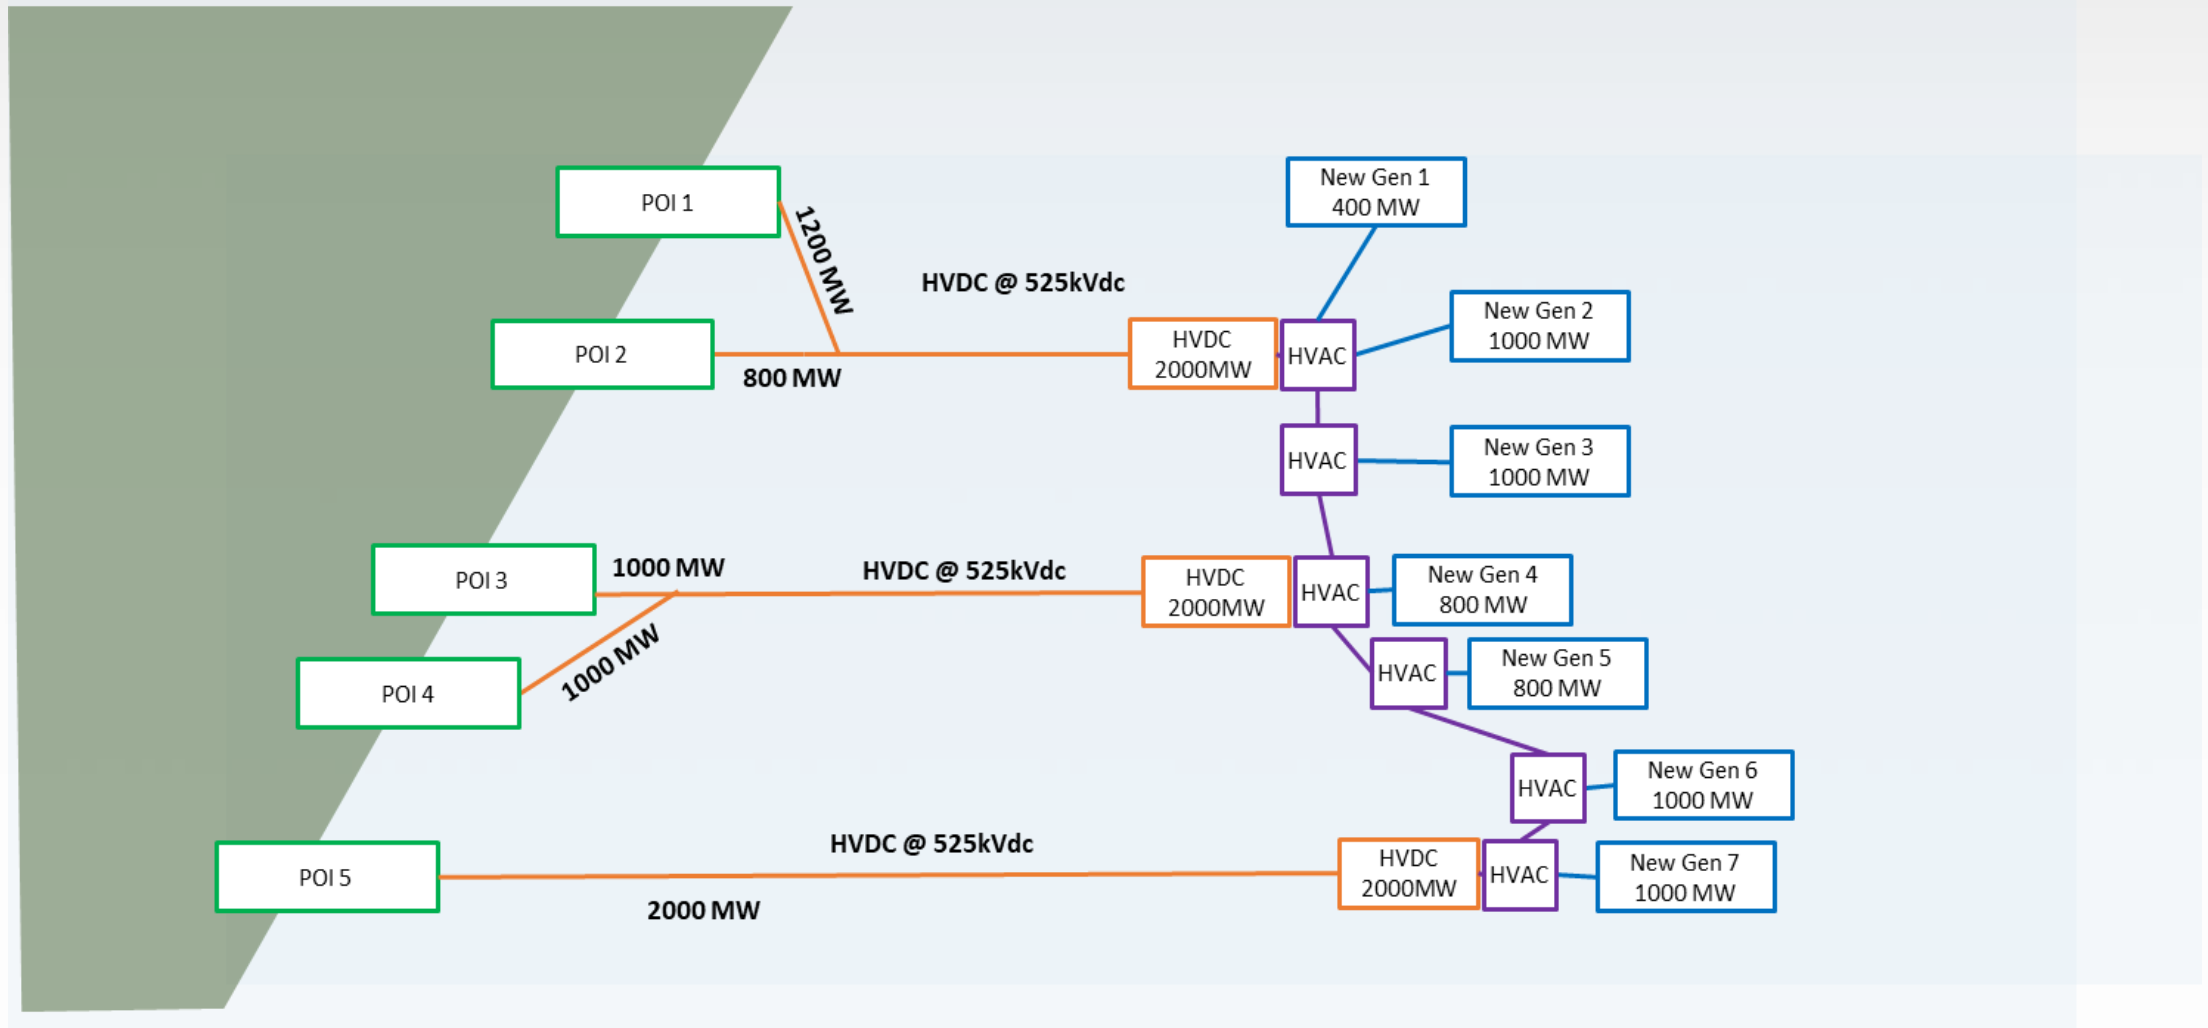 New Gen 1
400 MW
POI 1
1200 MW
HVDC @ 525kVdc
New Gen 2
1000 MW
POI 2
800 MW
HVDC
2000MW
HVAC
HVAC
New Gen 3
1000 MW
POI 3
1000 MW
HVDC @ 525kVdc
HVDC
2000MW
HVAC
New Gen 4
800 MW
POI 4
1000 MW
HVAC
New Gen 5
800 MW
HVAC
New Gen 6
1000 MW
POI 5
HVDC @ 525kVdc
2000 MW
HVDC
2000MW
HVAC
New Gen 7
1000 MW